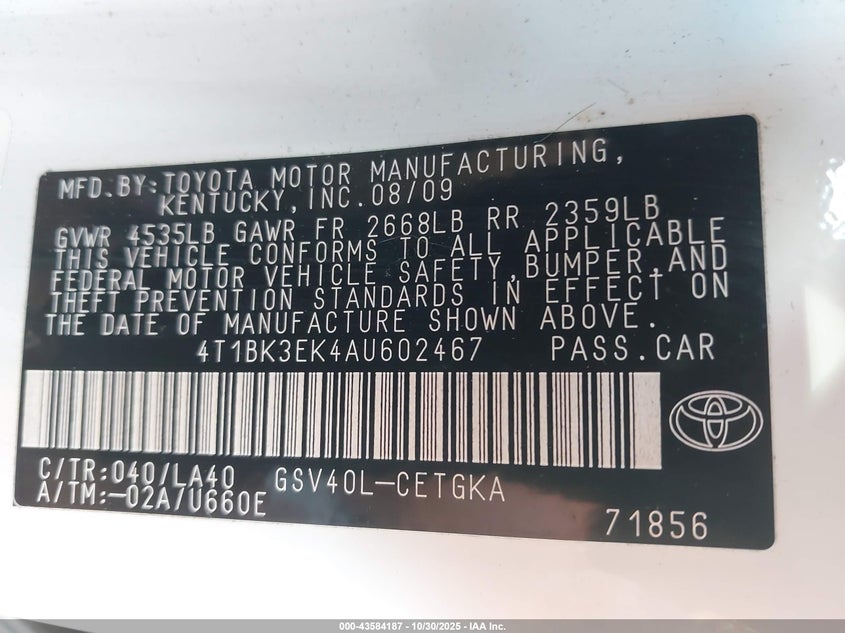 MFD.BY:TOYOTA MOTOR MANUFACTURING,
KENTUCKY,INC.08/09
GVWR 4535LB GAWR FR 2668LB RR 2359LB
THIS VEHICLE CONFORMS TO ALL APPLICABLE
FEDERAL MOTOR VEHICLE SAFETY,BUMPER,AND
THEFT PREVENTION STANDARDS IN EFFECT ON
THE DATE OF MANUFACTURE SHOWN ABOVE.
4T1BK3EK4AU602467 PASS.CAR
C/TR:040/LA40 GSV40L-CETGKA
A/TM:-02A/U660E
71856
000-43584187 - 10/30/2025 - IAA Inc.